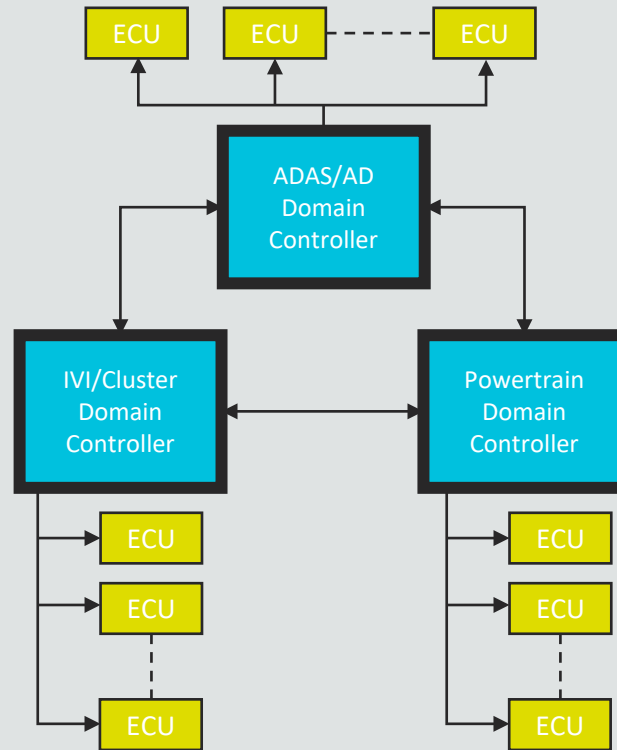 ECU
ECU
ECU
ADAS/AD
Domain
Controller
IVI/Cluster
Domain
Controller
Powertrain
Domain
Controller
ECU
ECU
ECU
ECU
ECU
ECU